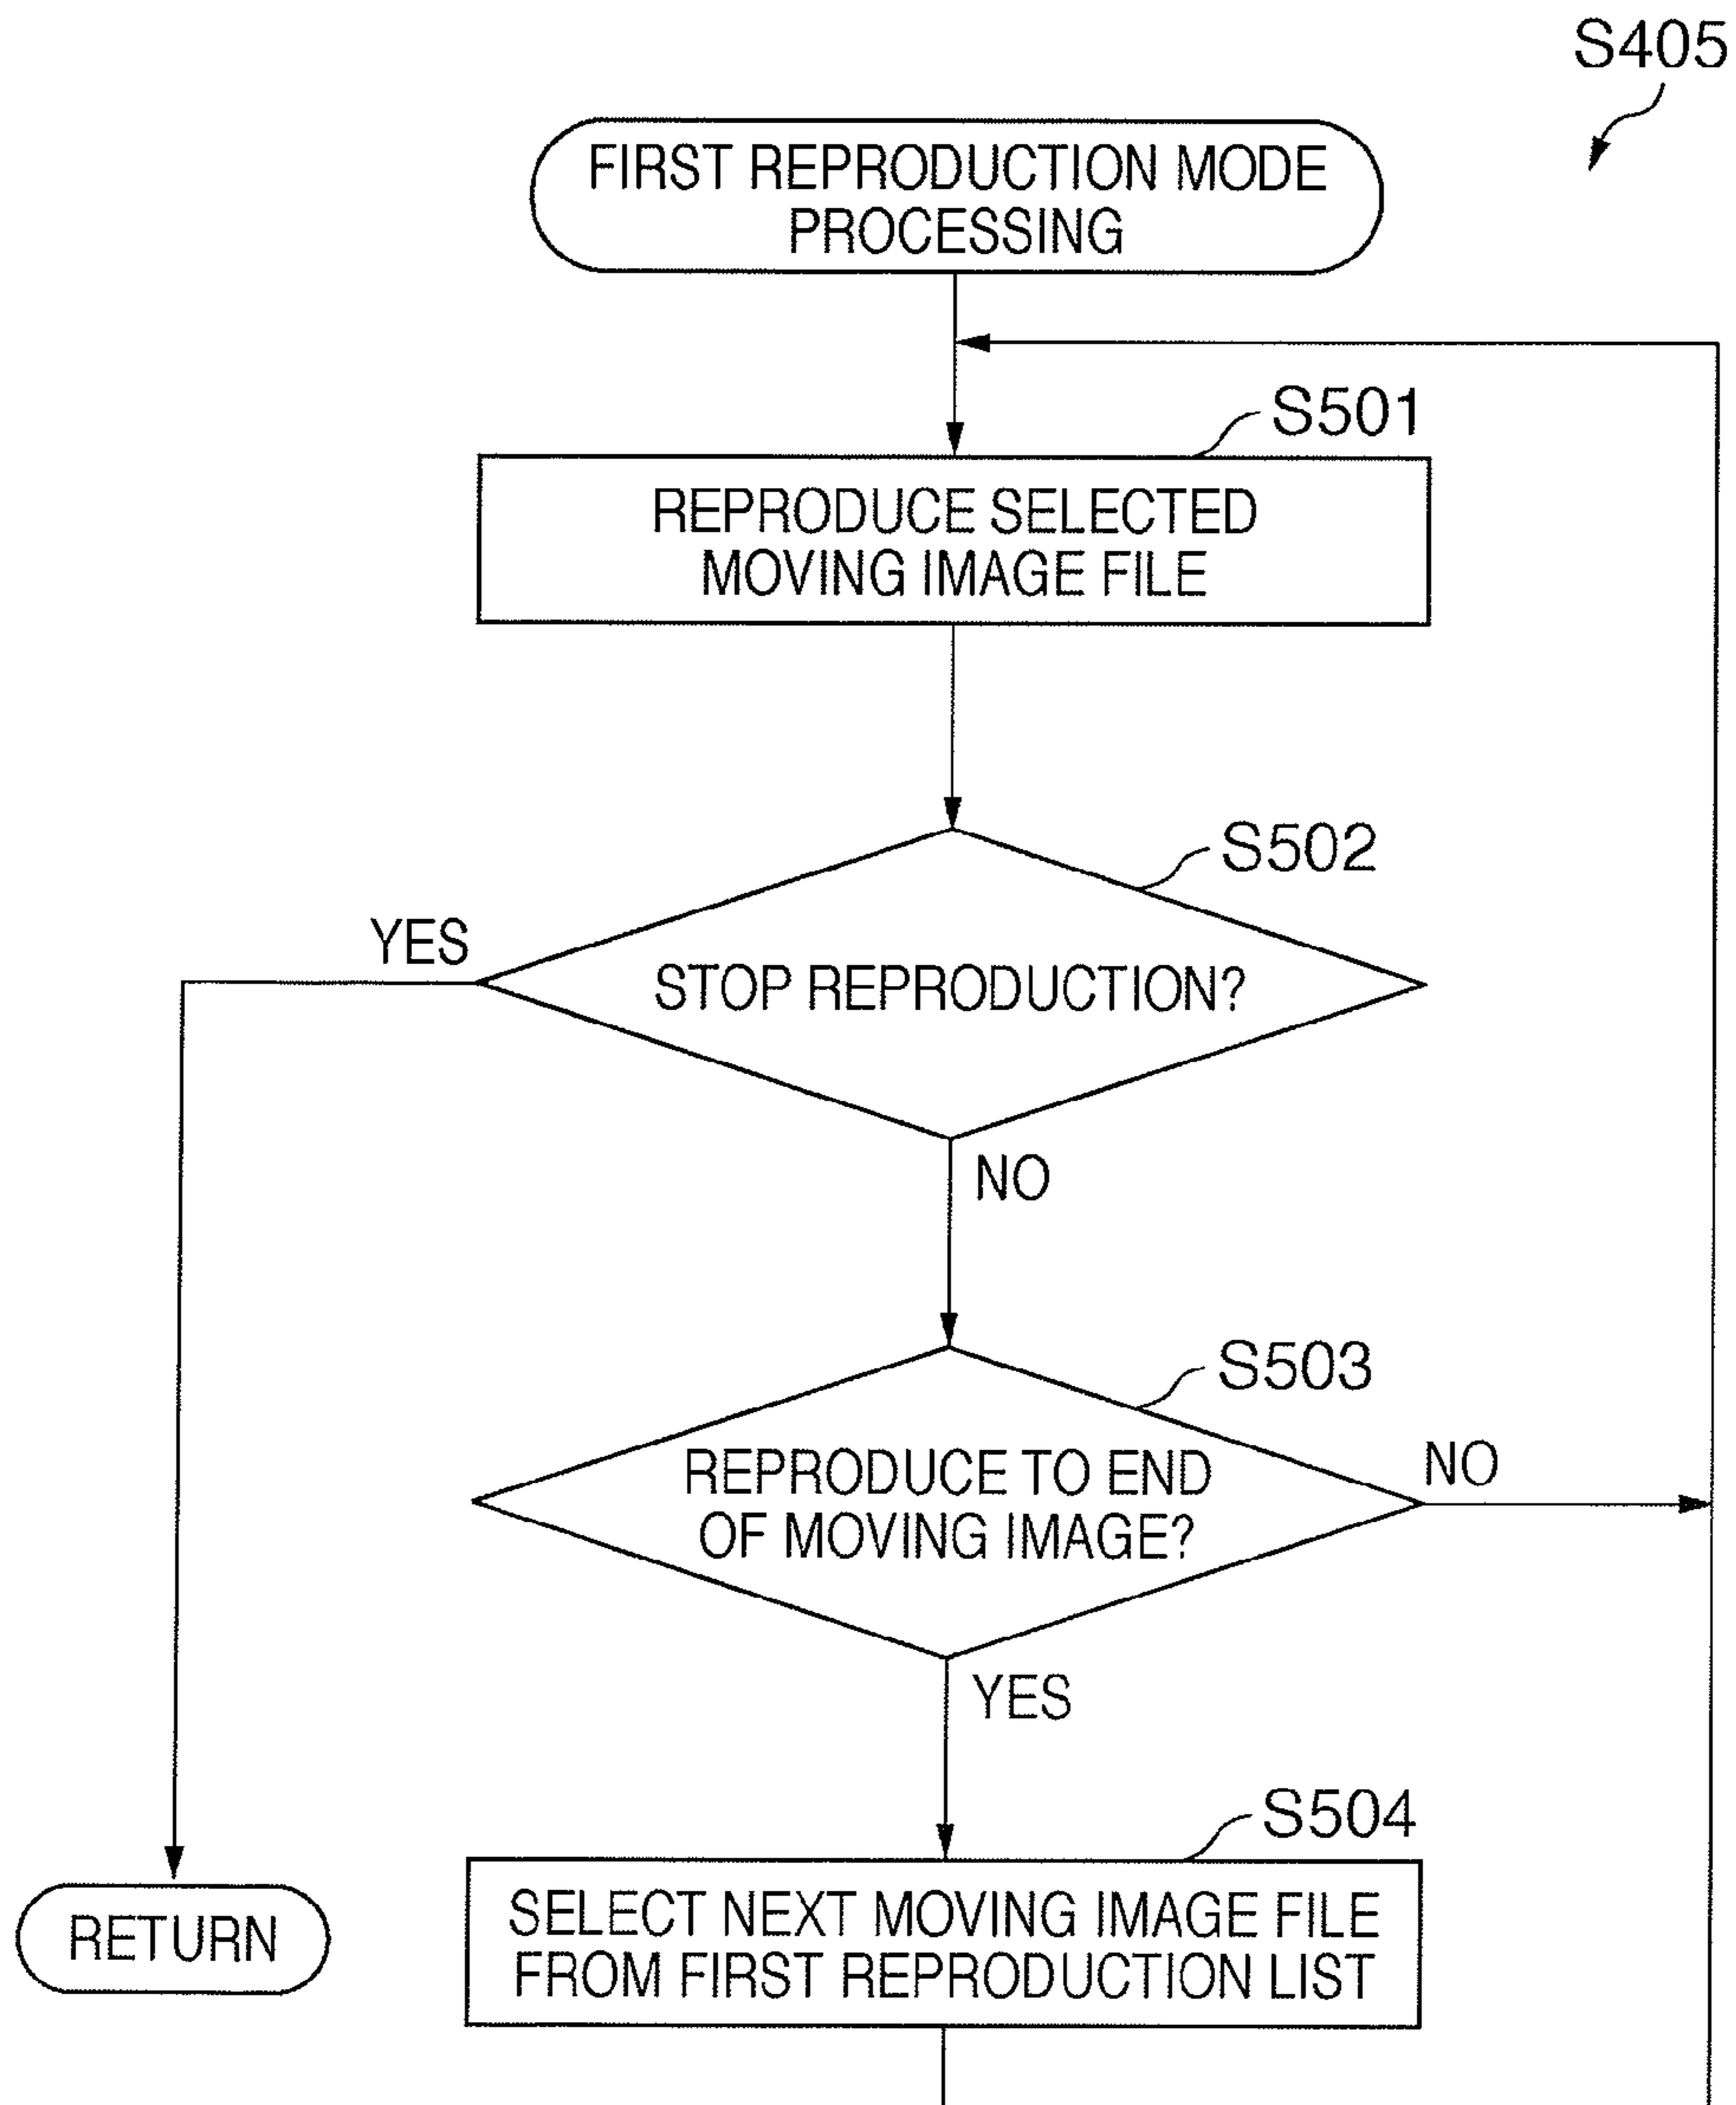 S405
FIRST REPRODUCTION MODE
PROCESSING
S501
REPRODUCE SELECTED
MOVING IMAGE FILE
S502
YES
STOP REPRODUCTION?
NO
S503
REPRODUCE TO END
OF MOVING IMAGE?
NO
YES
S504
RETURN
SELECT NEXT MOVING IMAGE FILE
FROM FIRST REPRODUCTION LIST